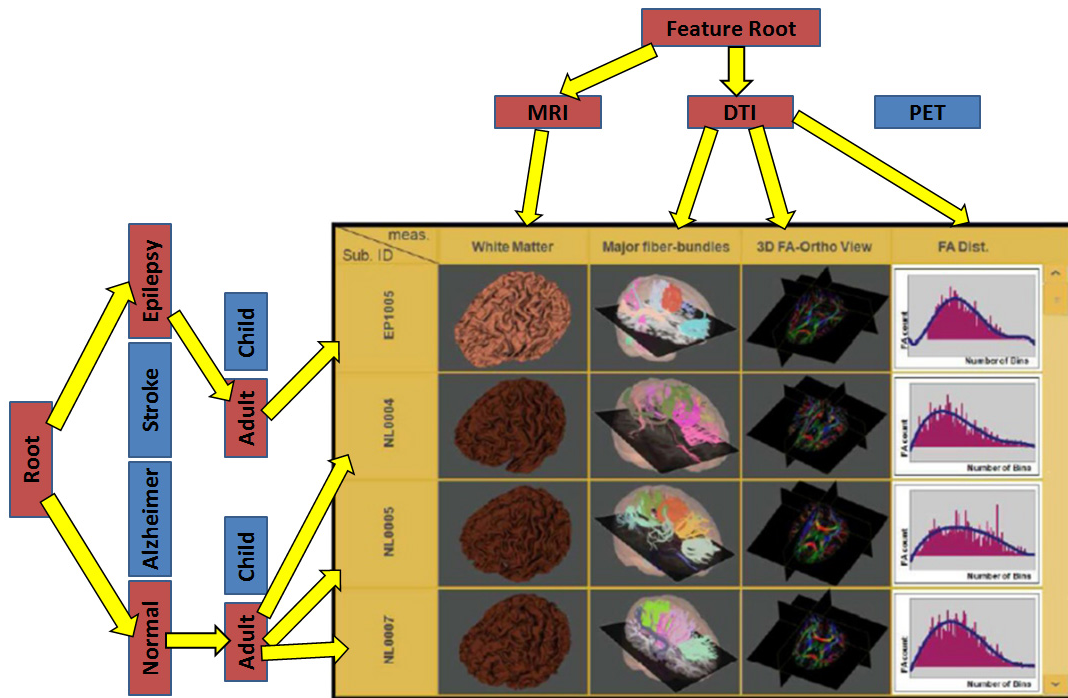 Feature Root
MRI
DTI
PET
meas.
Sub. ID
White Matter
Major fiber-bundles
3D FA-Ortho View
FA Dist.
Root
Epilepsy
Stroke
Alzheimer
Normal
Child
Adult
Child
Adult
EP1005
FA count
Number of Bins
NL0004
FA count
Number of Bins
NL0005
FA count
Number of Bins
NL0007
FA count
Number of Bins